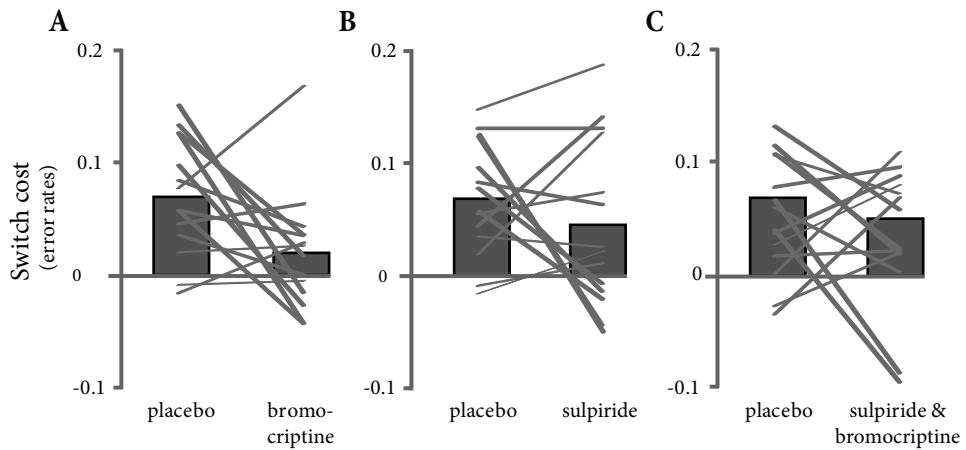 A
B
C
Switch cost
(error rates)
0.2
0.1
0
-0.1
placebo
bromo-
criptine
0.2
0.1
0
-0.1
placebo
sulpiride
0.2
0.1
0
-0.1
placebo
sulpiride &
bromocriptine